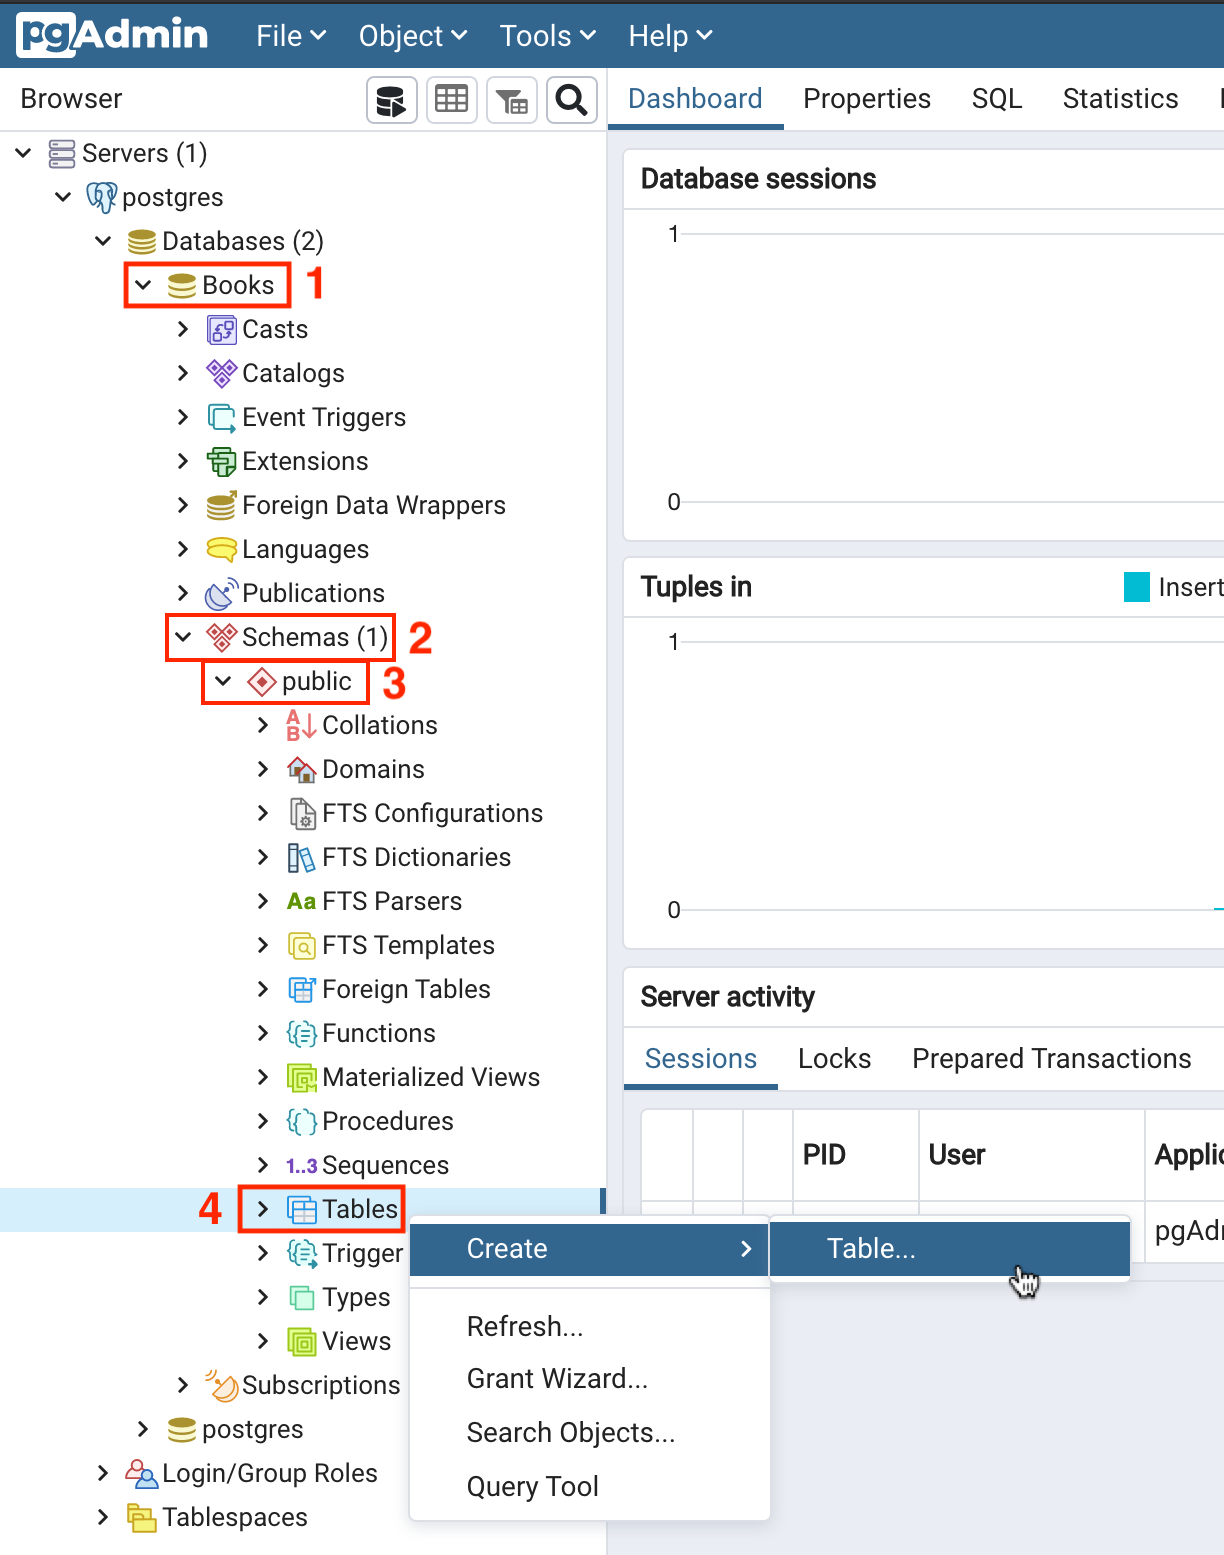 pgAdmin File Object Tools Help
Browser
Dashboard Properties SQL Statistics
Servers (1)
postgres
Databases (2)
Books 1
Casts
Catalogs
Event Triggers
Extensions
Foreign Data Wrappers
Languages
Publications
Schemas (1) 2
public 3
Collations
Domains
FTS Configurations
FTS Dictionaries
Aa FTS Parsers
FTS Templates
Foreign Tables
Functions
Materialized Views
Procedures
1..3 Sequences
4 Tables
Trigger
Types
Views
Subscriptions
postgres
Login/Group Roles
Tablespaces
Create
Table...
Refresh...
Grant Wizard...
Search Objects...
Query Tool
Database sessions
1
0
Tuples in
Insert
1
0
Server activity
Sessions Locks Prepared Transactions
PID User Applic
pgAdm